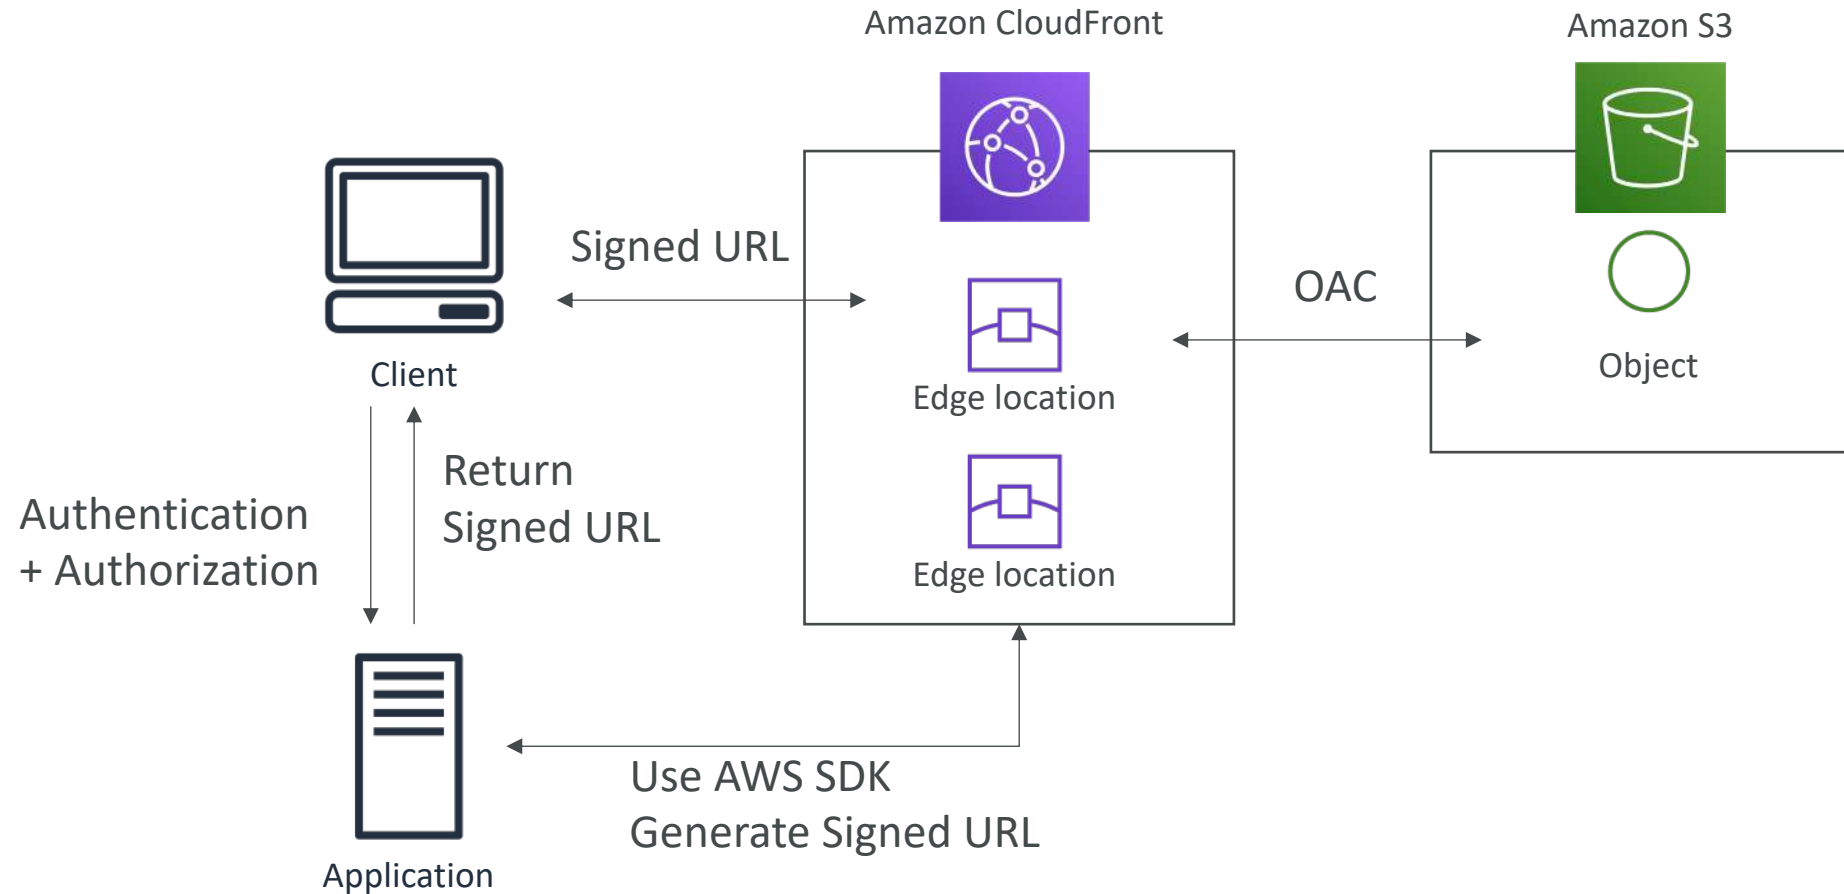 Amazon CloudFront
Amazon S3
Signed URL
OAC
Object
Client
Edge location
Return
Signed URL
Authentication
+ Authorization
Edge location
Use AWS SDK
Generate Signed URL
Application